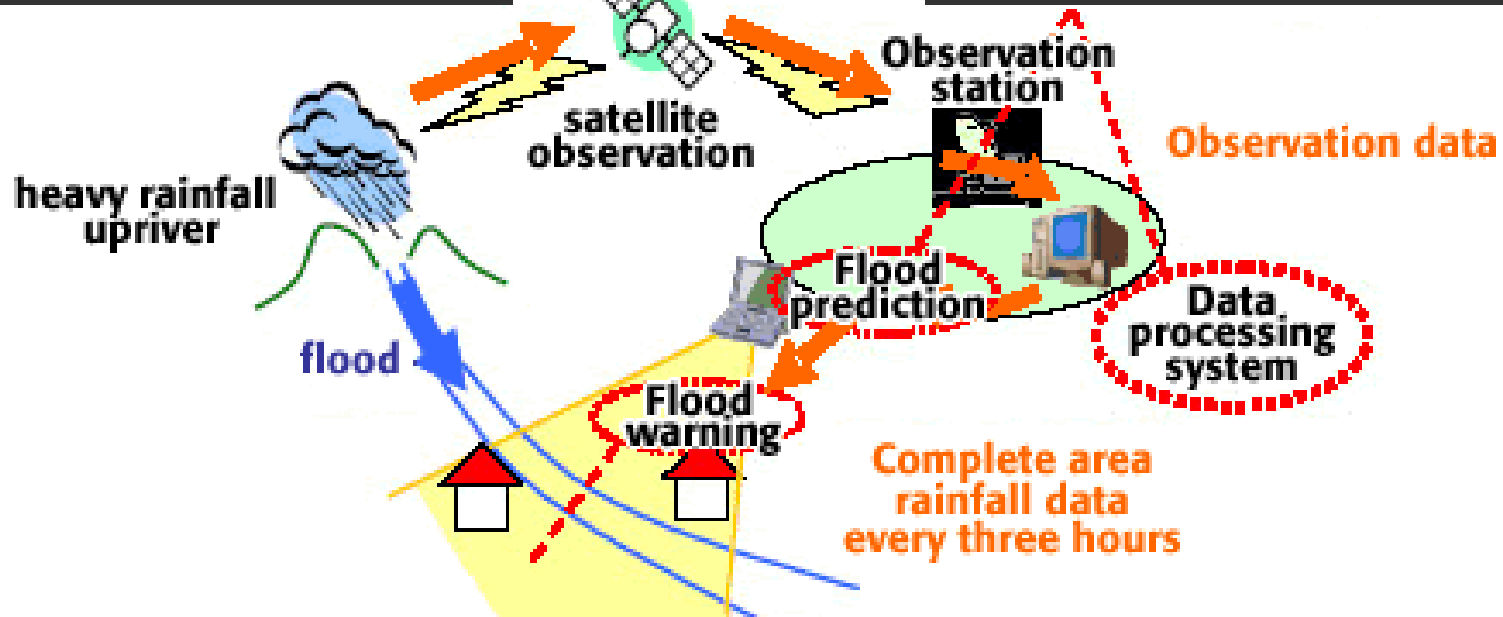 Observation
station
satellite
observation
Observation data
heavy rainfall
upriver
Flood
prediction
Data
processing
system
flood
Flood
warning
Complete area
rainfall data
every three hours